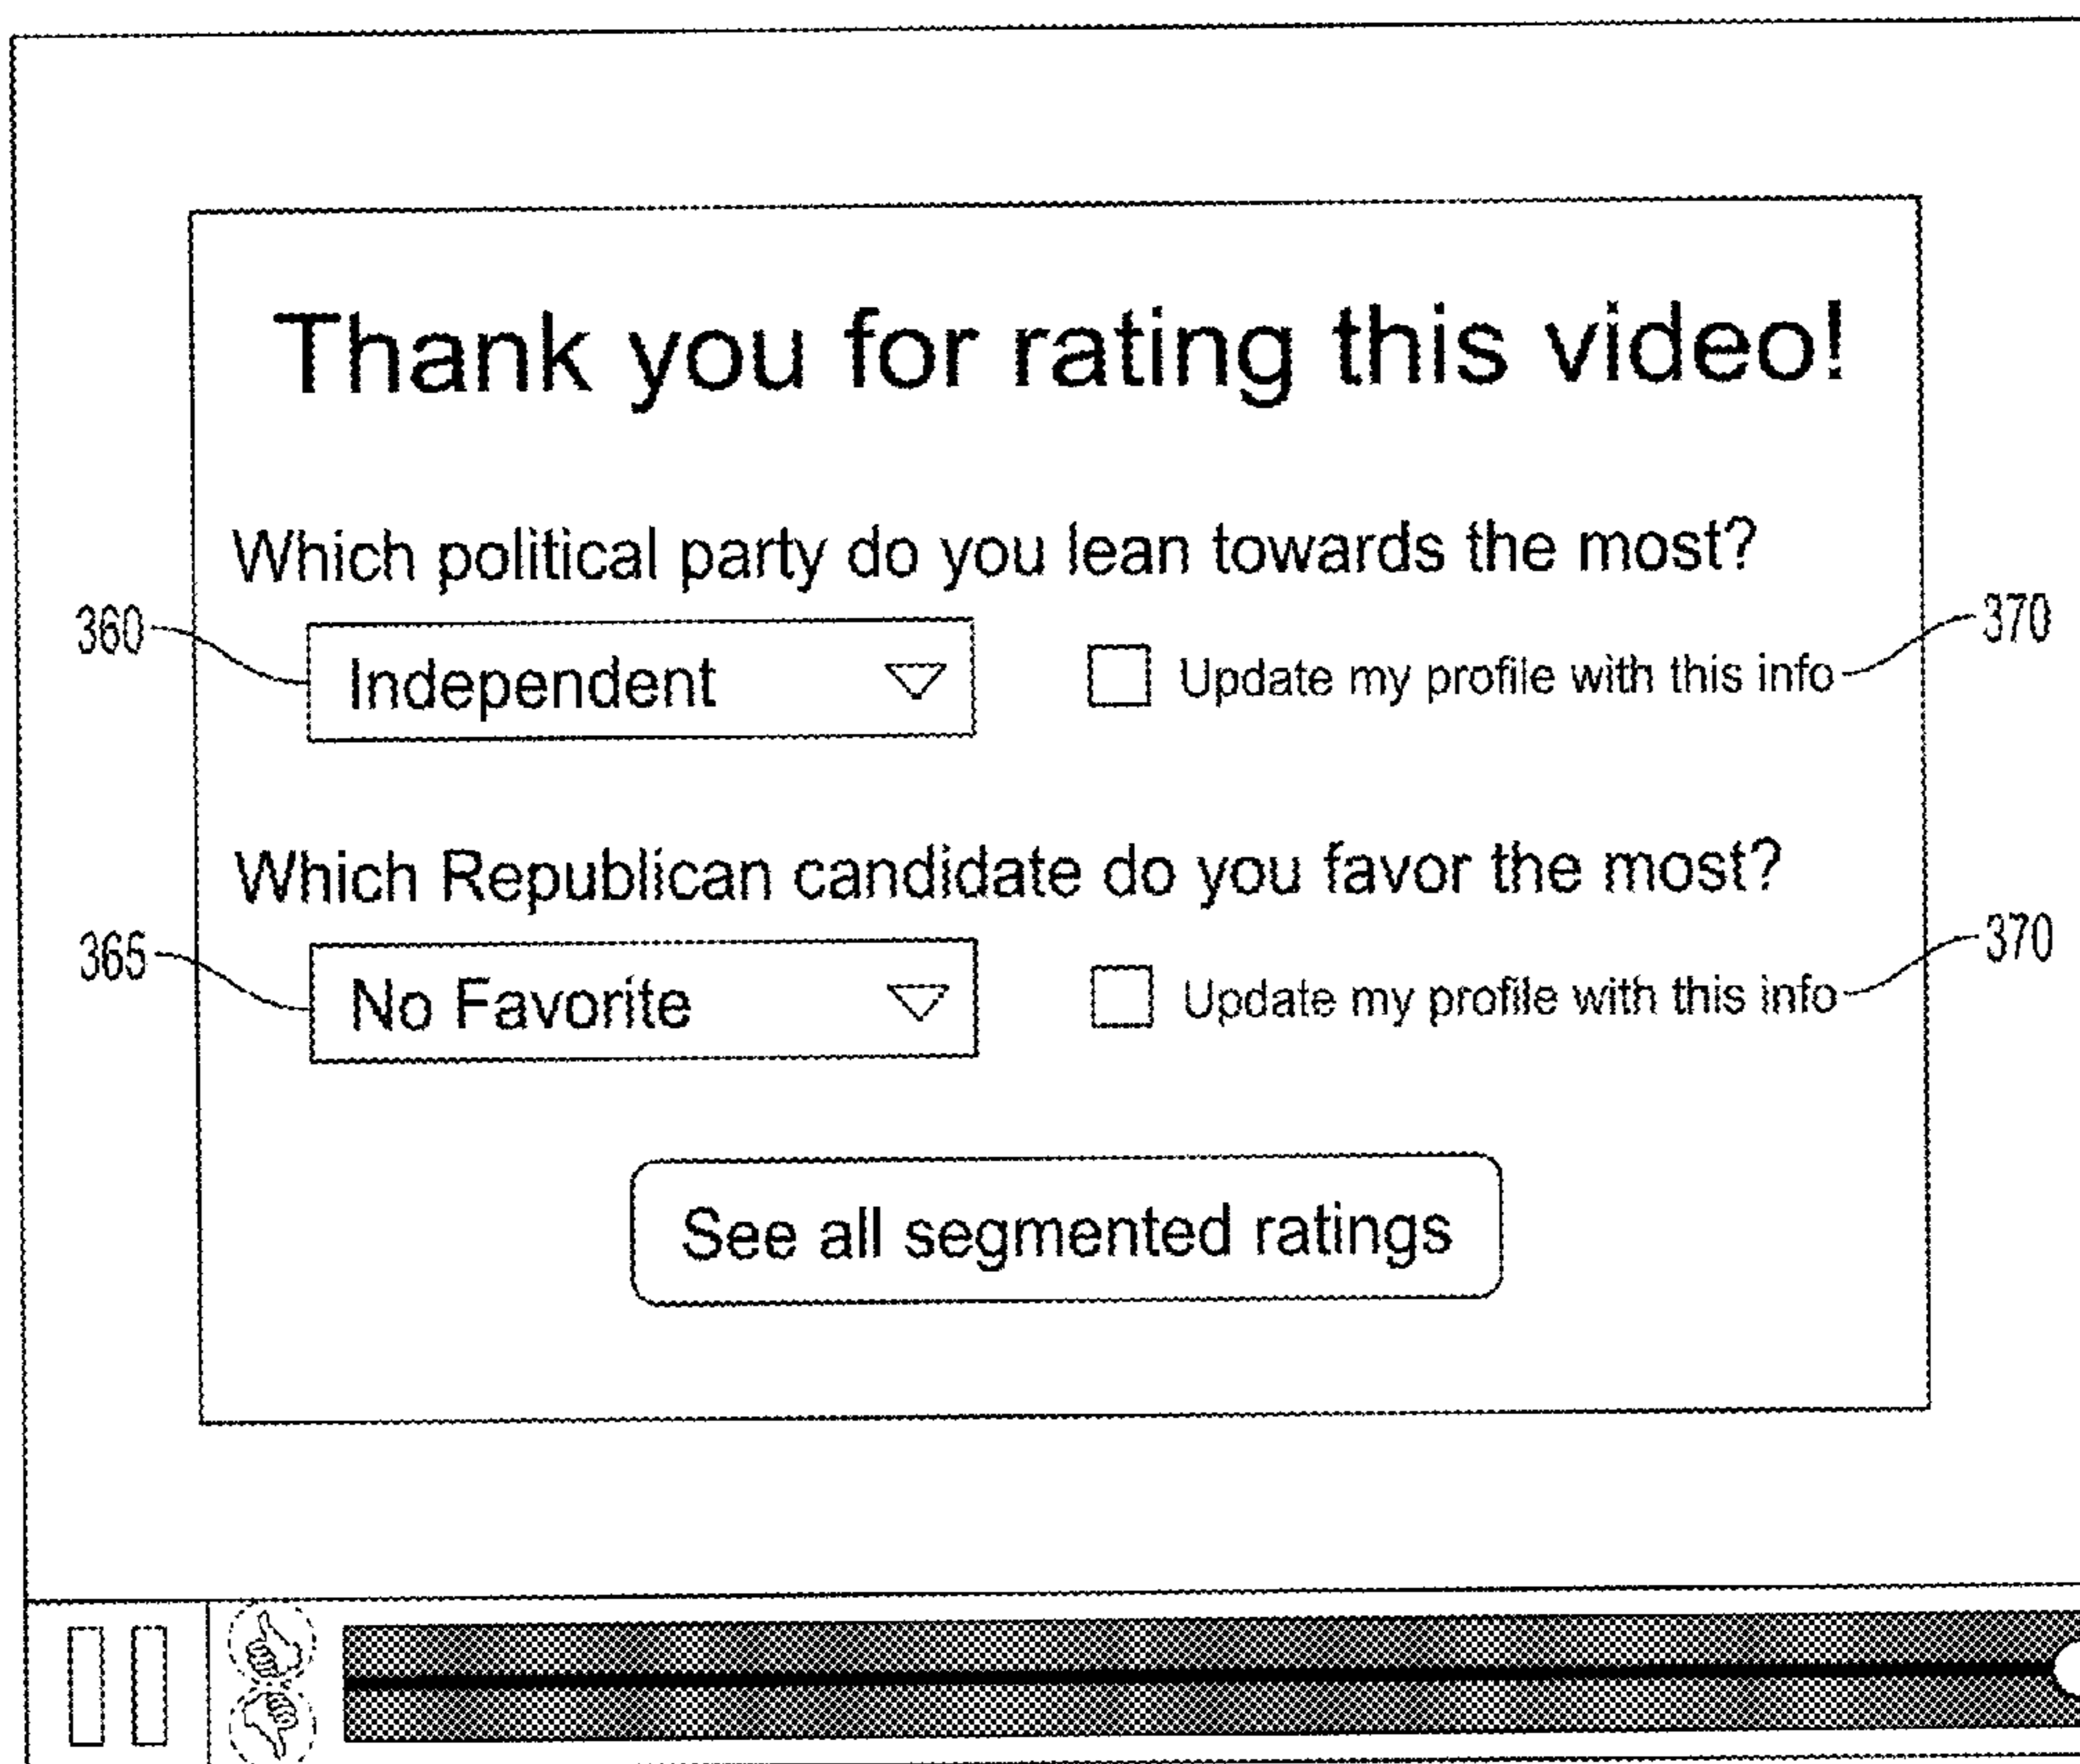 Thank you for rating this video!
Which political party do you lean towards the most?
360
Independent
Update my profile with this info
370
Which Republican candidate do you favor the most?
365
No Favorite
Update my profile with this info
370
See all segmented ratings